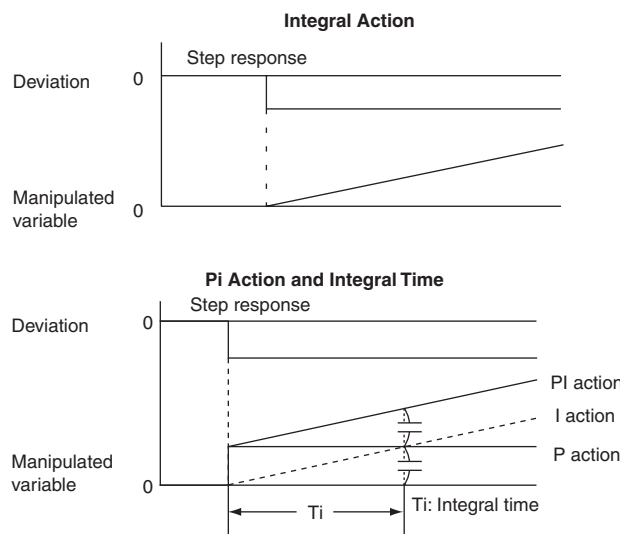 Integral Action
Step response
Deviation 0
Manipulated 0
variable
Pi Action and Integral Time
Step response
Deviation 0
PI action
I action
P action
Manipulated
variable 0
Ti: Integral time
Ti